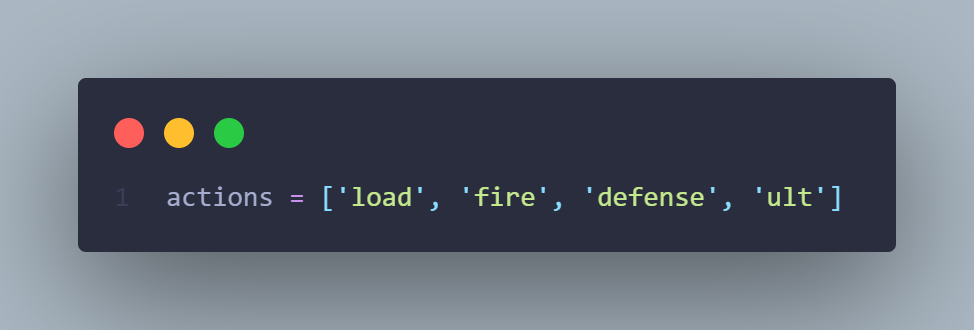 1 actions = ['load', 'fire', 'defense', 'ult']